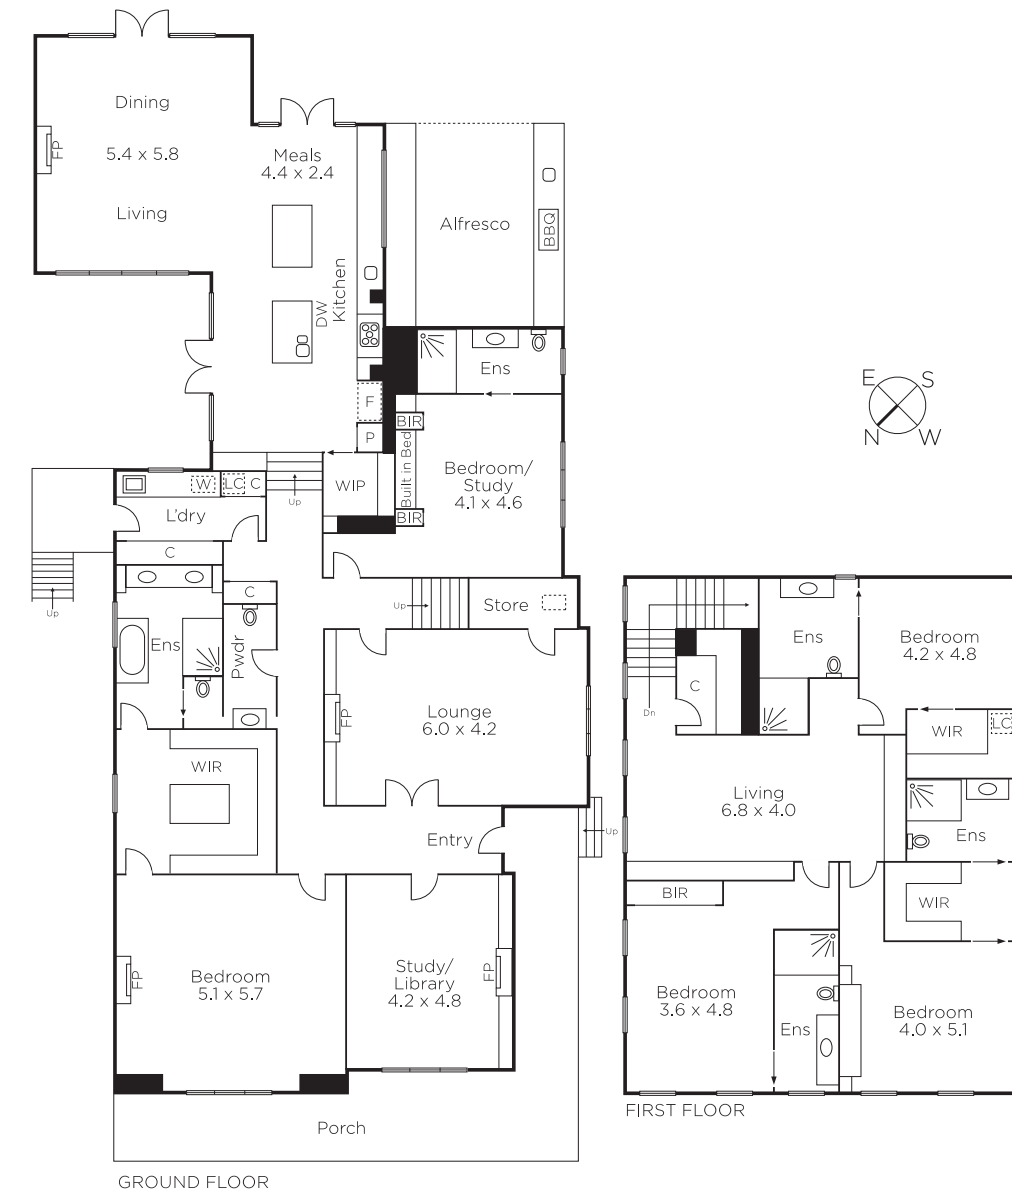 Dining
FP
5.4 x 5.8
Living
Meals
4.4 x 2.4
Kitchen
DW
F
P
Alfresco
BBQ
Ens
BIR
Built in Bed
BIR
Bedroom/
Study
4.1 x 4.6
WIP
Up
W
LC
C
L'dry
C
Up
C
Ens
Pwdr
Up
Store
Lounge
6.0 x 4.2
FP
WIR
Entry
Up
FP
Bedroom
5.1 x 5.7
Study/
Library
4.2 x 4.8
FP
Porch
GROUND FLOOR
E
S
N
W
Ens
Bedroom
4.2 x 4.8
C
Dn
WIR
LC
Living
6.8 x 4.0
Ens
BIR
WIR
Bedroom
3.6 x 4.8
Ens
Bedroom
4.0 x 5.1
FIRST FLOOR